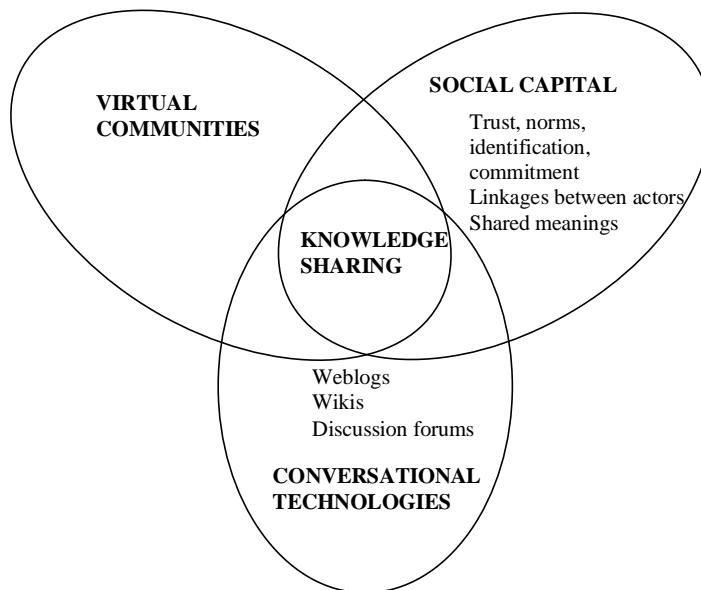 VIRTUAL
COMMUNITIES
SOCIAL CAPITAL
Trust, norms,
identification,
commitment
Linkages between actors
Shared meanings
KNOWLEDGE
SHARING
Weblogs
Wikis
Discussion forums
CONVERSATIONAL
TECHNOLOGIES